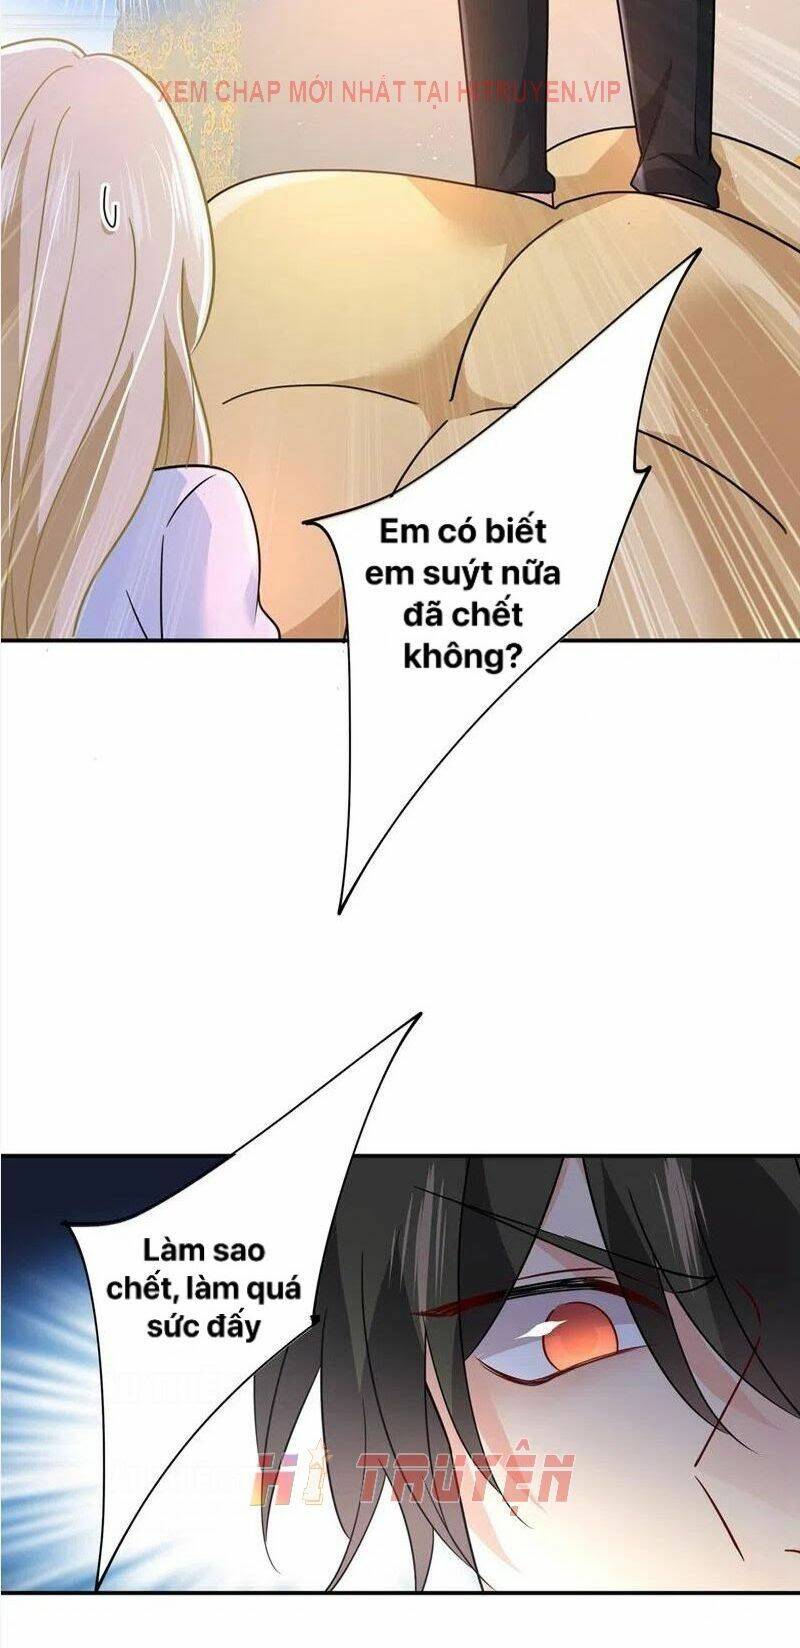 XEM CHAP MỚI NHẤT TẠI HITRUYEN.VIP
Em có biết
em suýt nữa
đã chết
không?
Làm sao
chết, làm quá
sức đấy
HI TRUYỆN